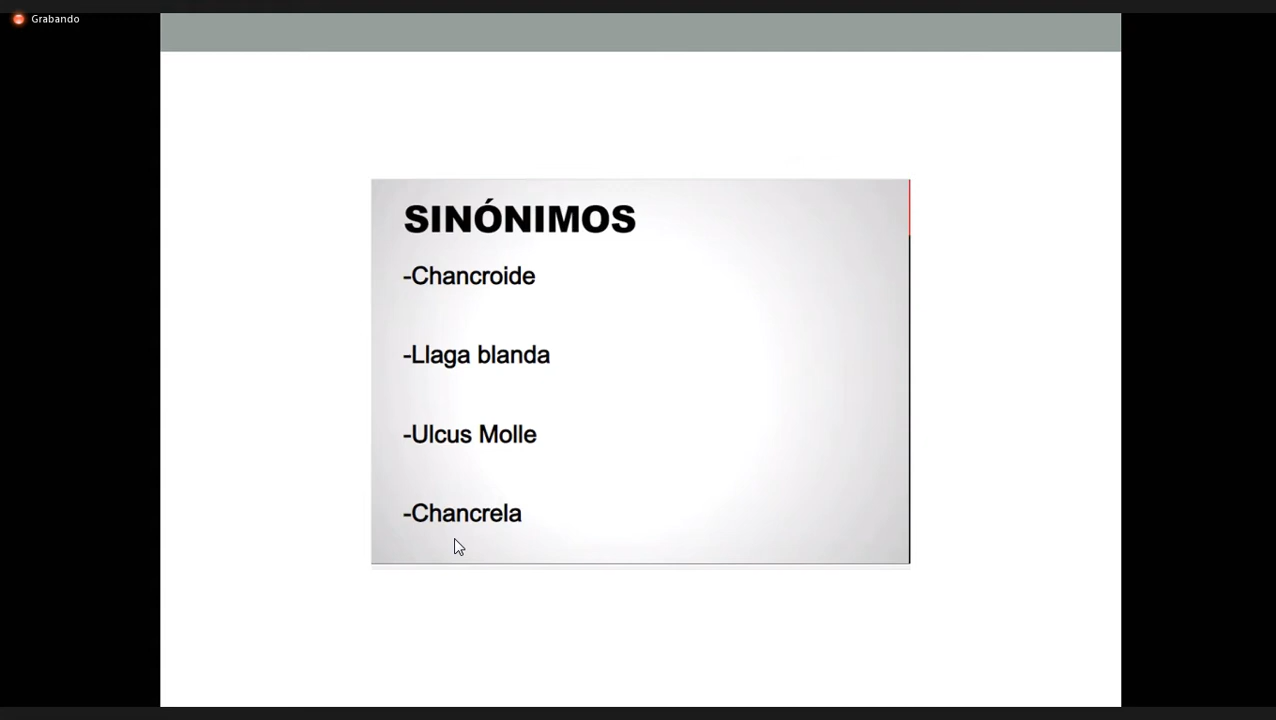 Grabando
SINÓNIMOS
-Chancroide
-Llaga blanda
-Ulcus Molle
-Chancrela